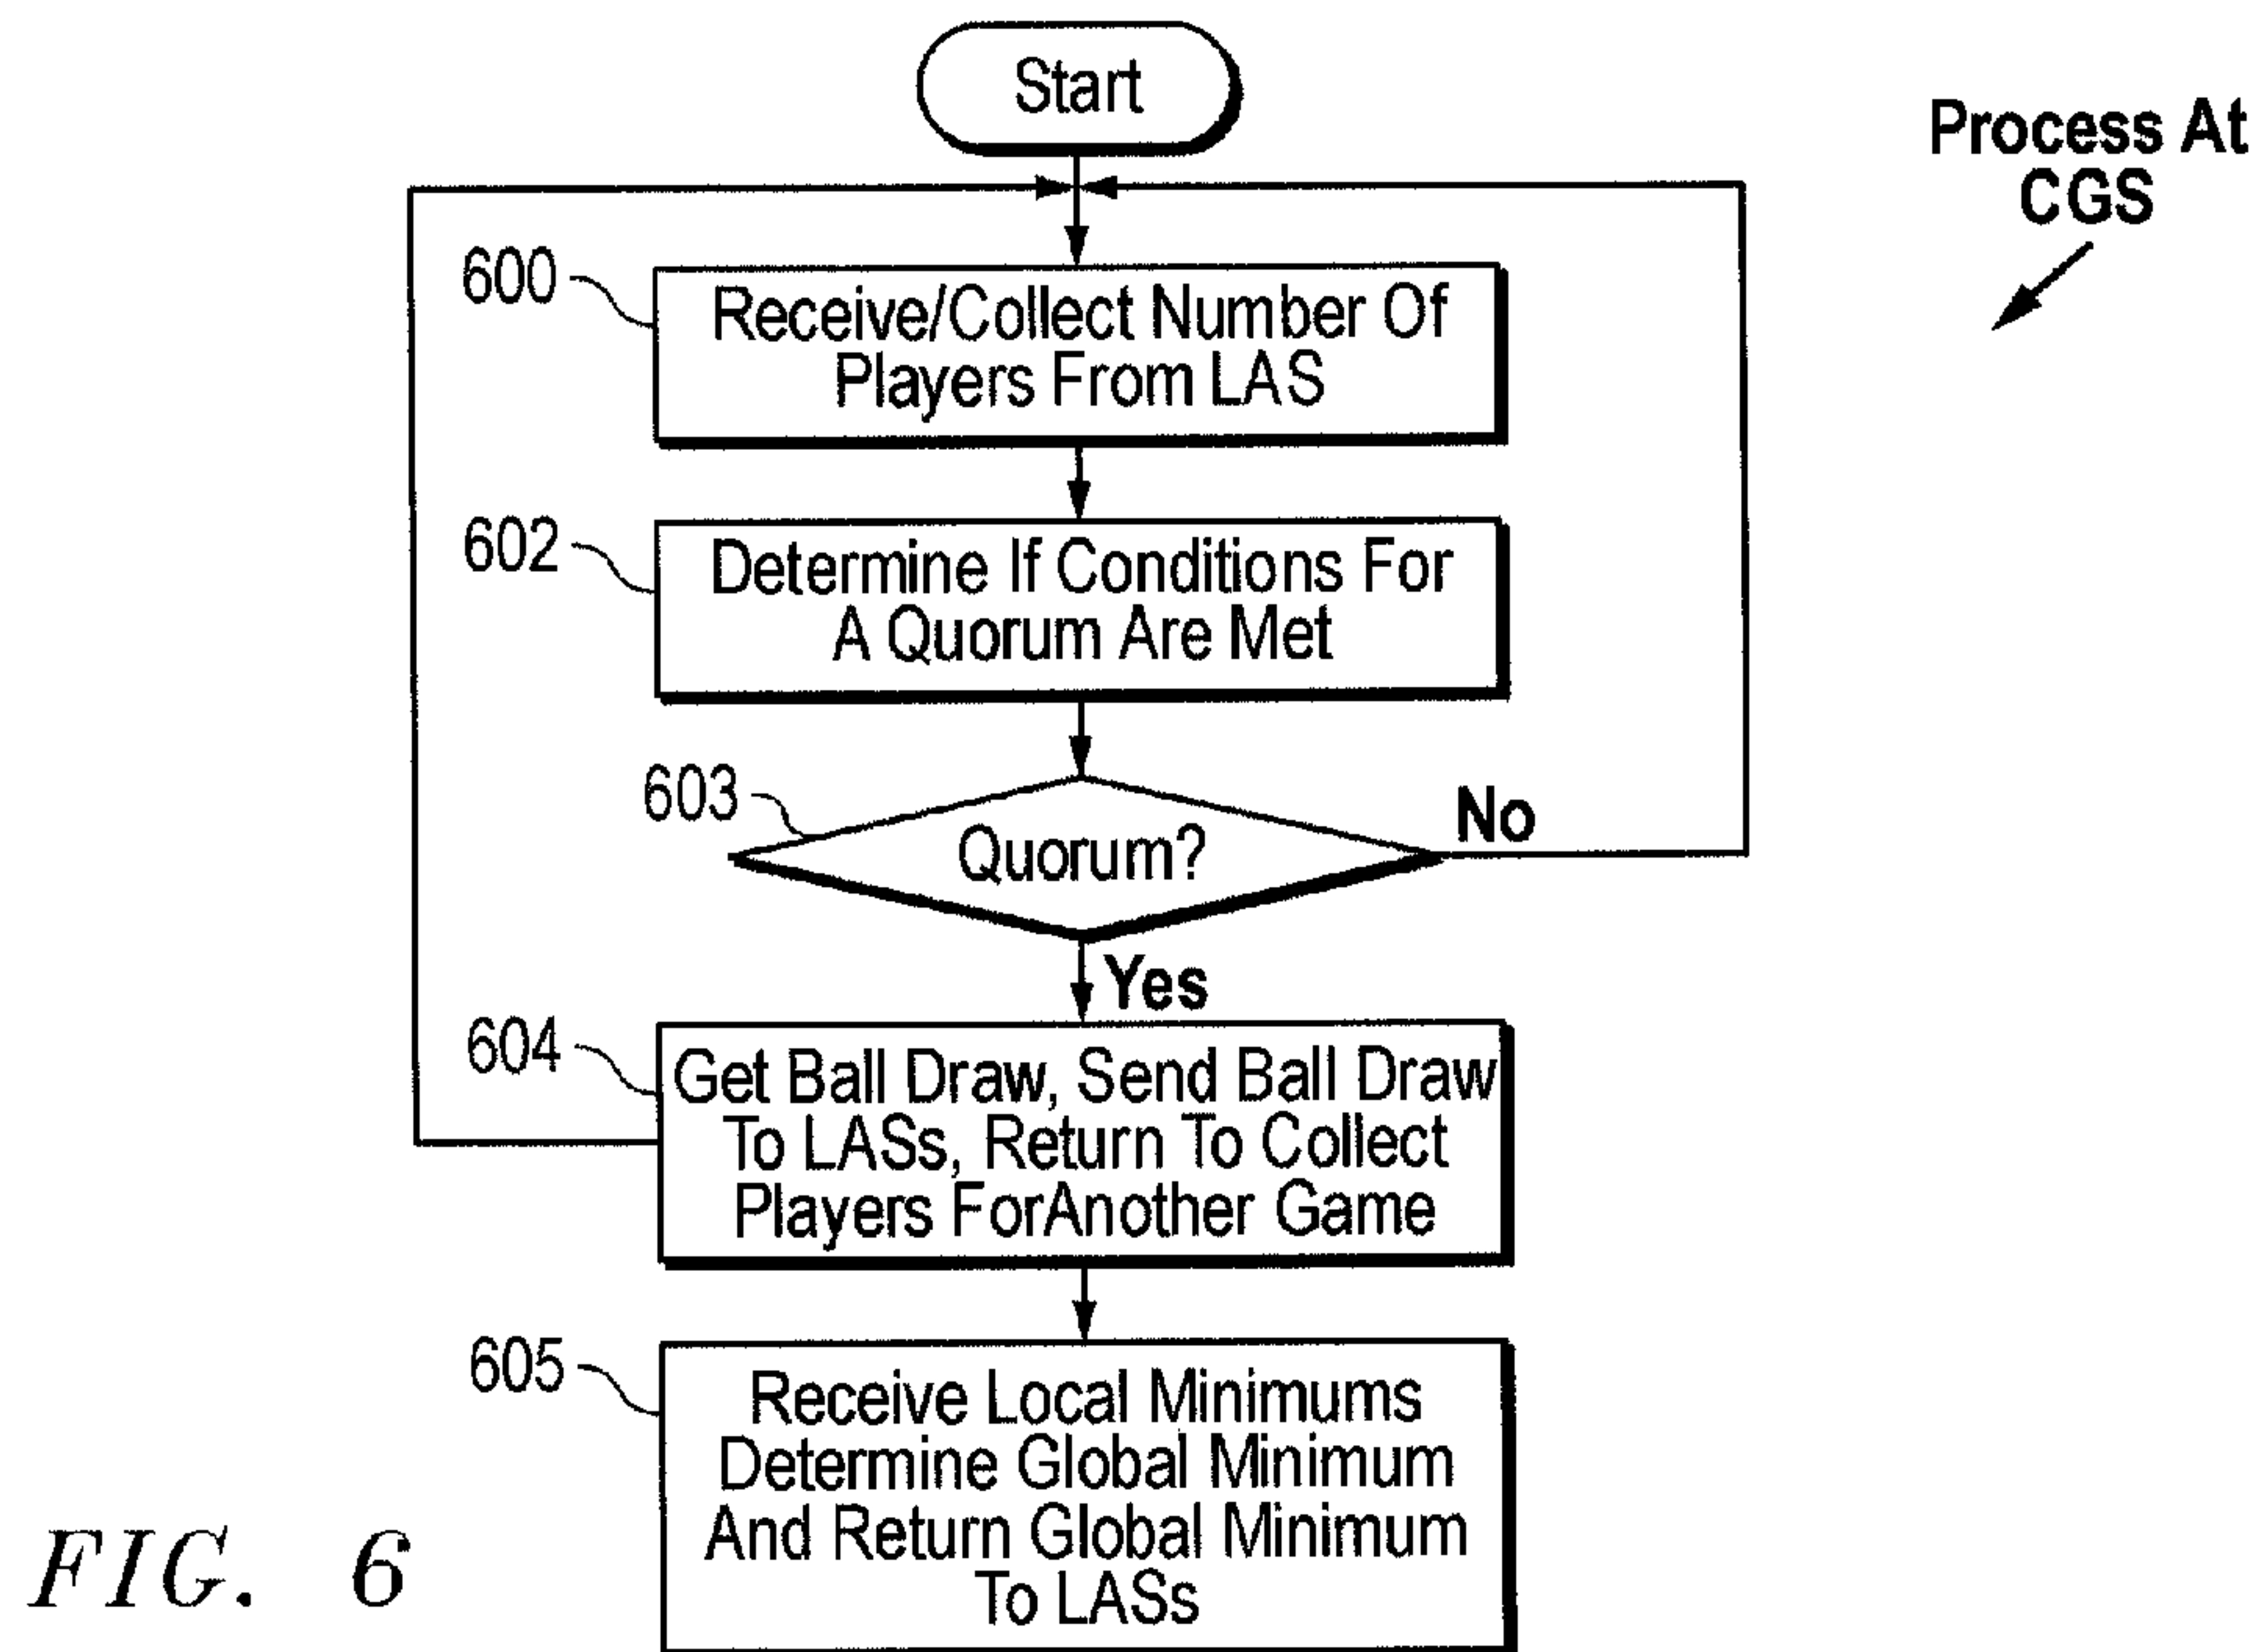 Start
Process At
CGS
600
Receive/Collect Number Of
Players From LAS
602
Determine If Conditions For
A Quorum Are Met
603
Quorum?
No
Yes
604
Get Ball Draw, Send Ball Draw
To LASs, Return To Collect
Players ForAnother Game
605
Receive Local Minimums
Determine Global Minimum
And Return Global Minimum
To LASs
FIG. 6